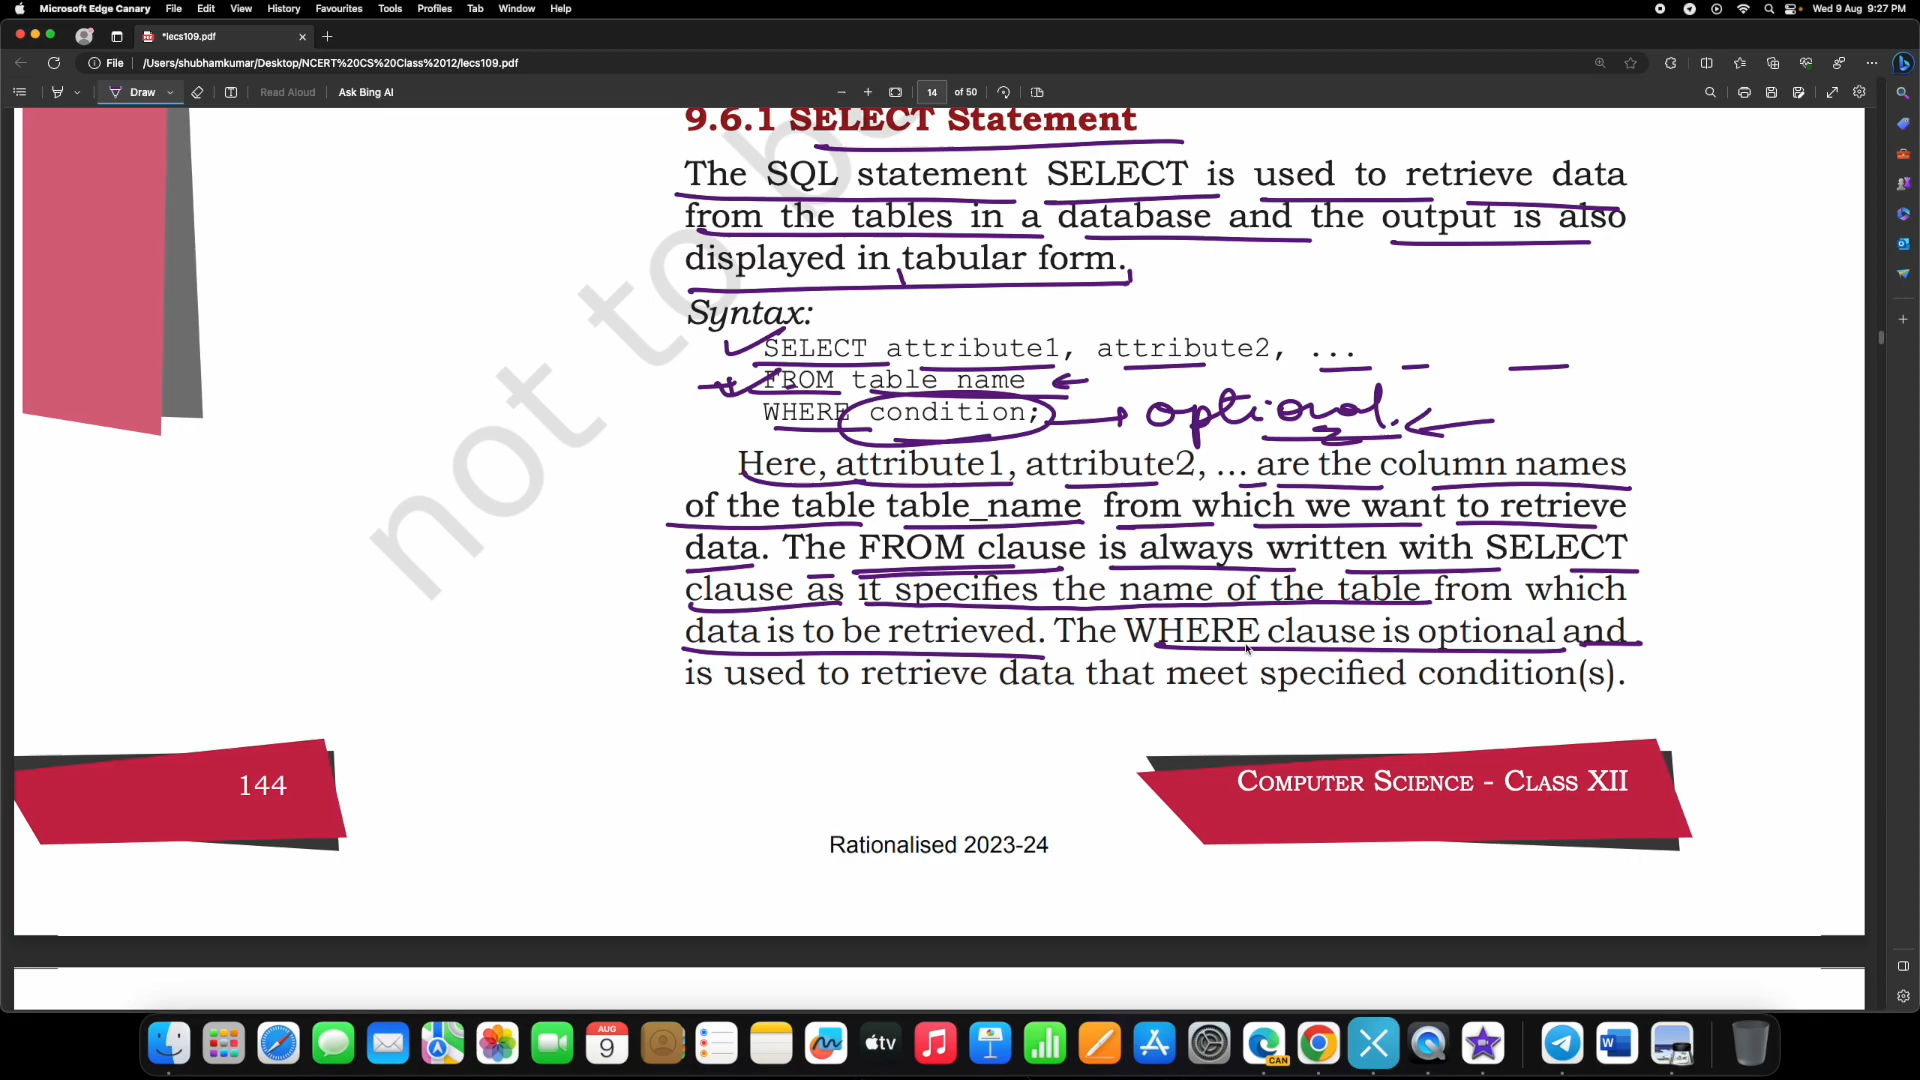 Microsoft Edge Canary File Edit View History Favourites Tools Profiles Tab Window Help Wed 9 Aug 9:27 PM
*lecs109.pdf
File /Users/shubhamkumar/Desktop/NCERT%20CS%20Class%2012/lecs109.pdf
Draw Read Aloud Ask Bing AI 14 of 50
9.6.1 SELECT Statement
The SQL statement SELECT is used to retrieve data
from the tables in a database and the output is also
displayed in tabular form.
Syntax:
SELECT attribute1, attribute2, ...
FROM table name
WHERE condition; optional.
Here, attribute1, attribute2, ... are the column names
of the table table_name from which we want to retrieve
data. The FROM clause is always written with SELECT
clause as it specifies the name of the table from which
data is to be retrieved. The WHERE clause is optional and
is used to retrieve data that meet specified condition(s).
not to be
144
COMPUTER SCIENCE - CLASS XII
Rationalised 2023-24
AUG
9
tv
CAN
W